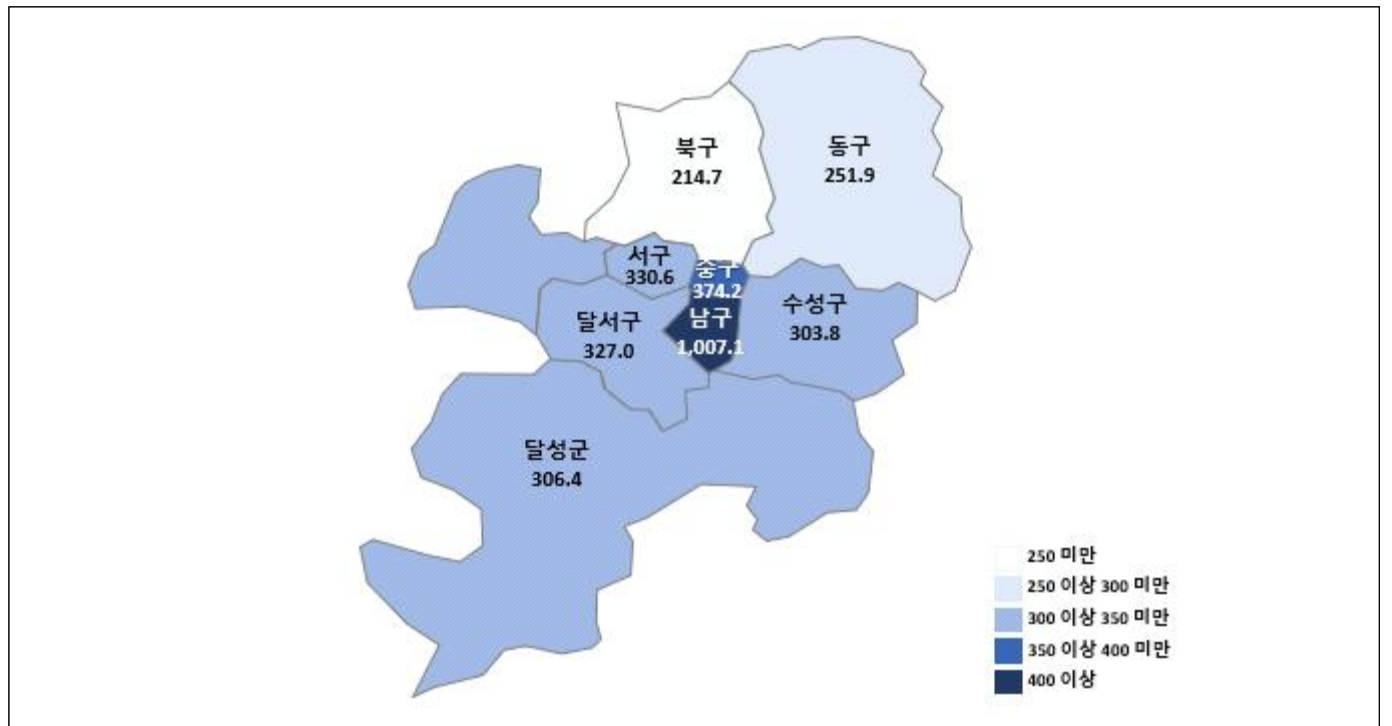 북구
214.7
동구
251.9
서구
330.6
중구
374.2
수성구
303.8
달서구
327.0
남구
1,007.1
달성군
306.4
250 미만
250 이상 300 미만
300 이상 350 미만
350 이상 400 미만
400 이상